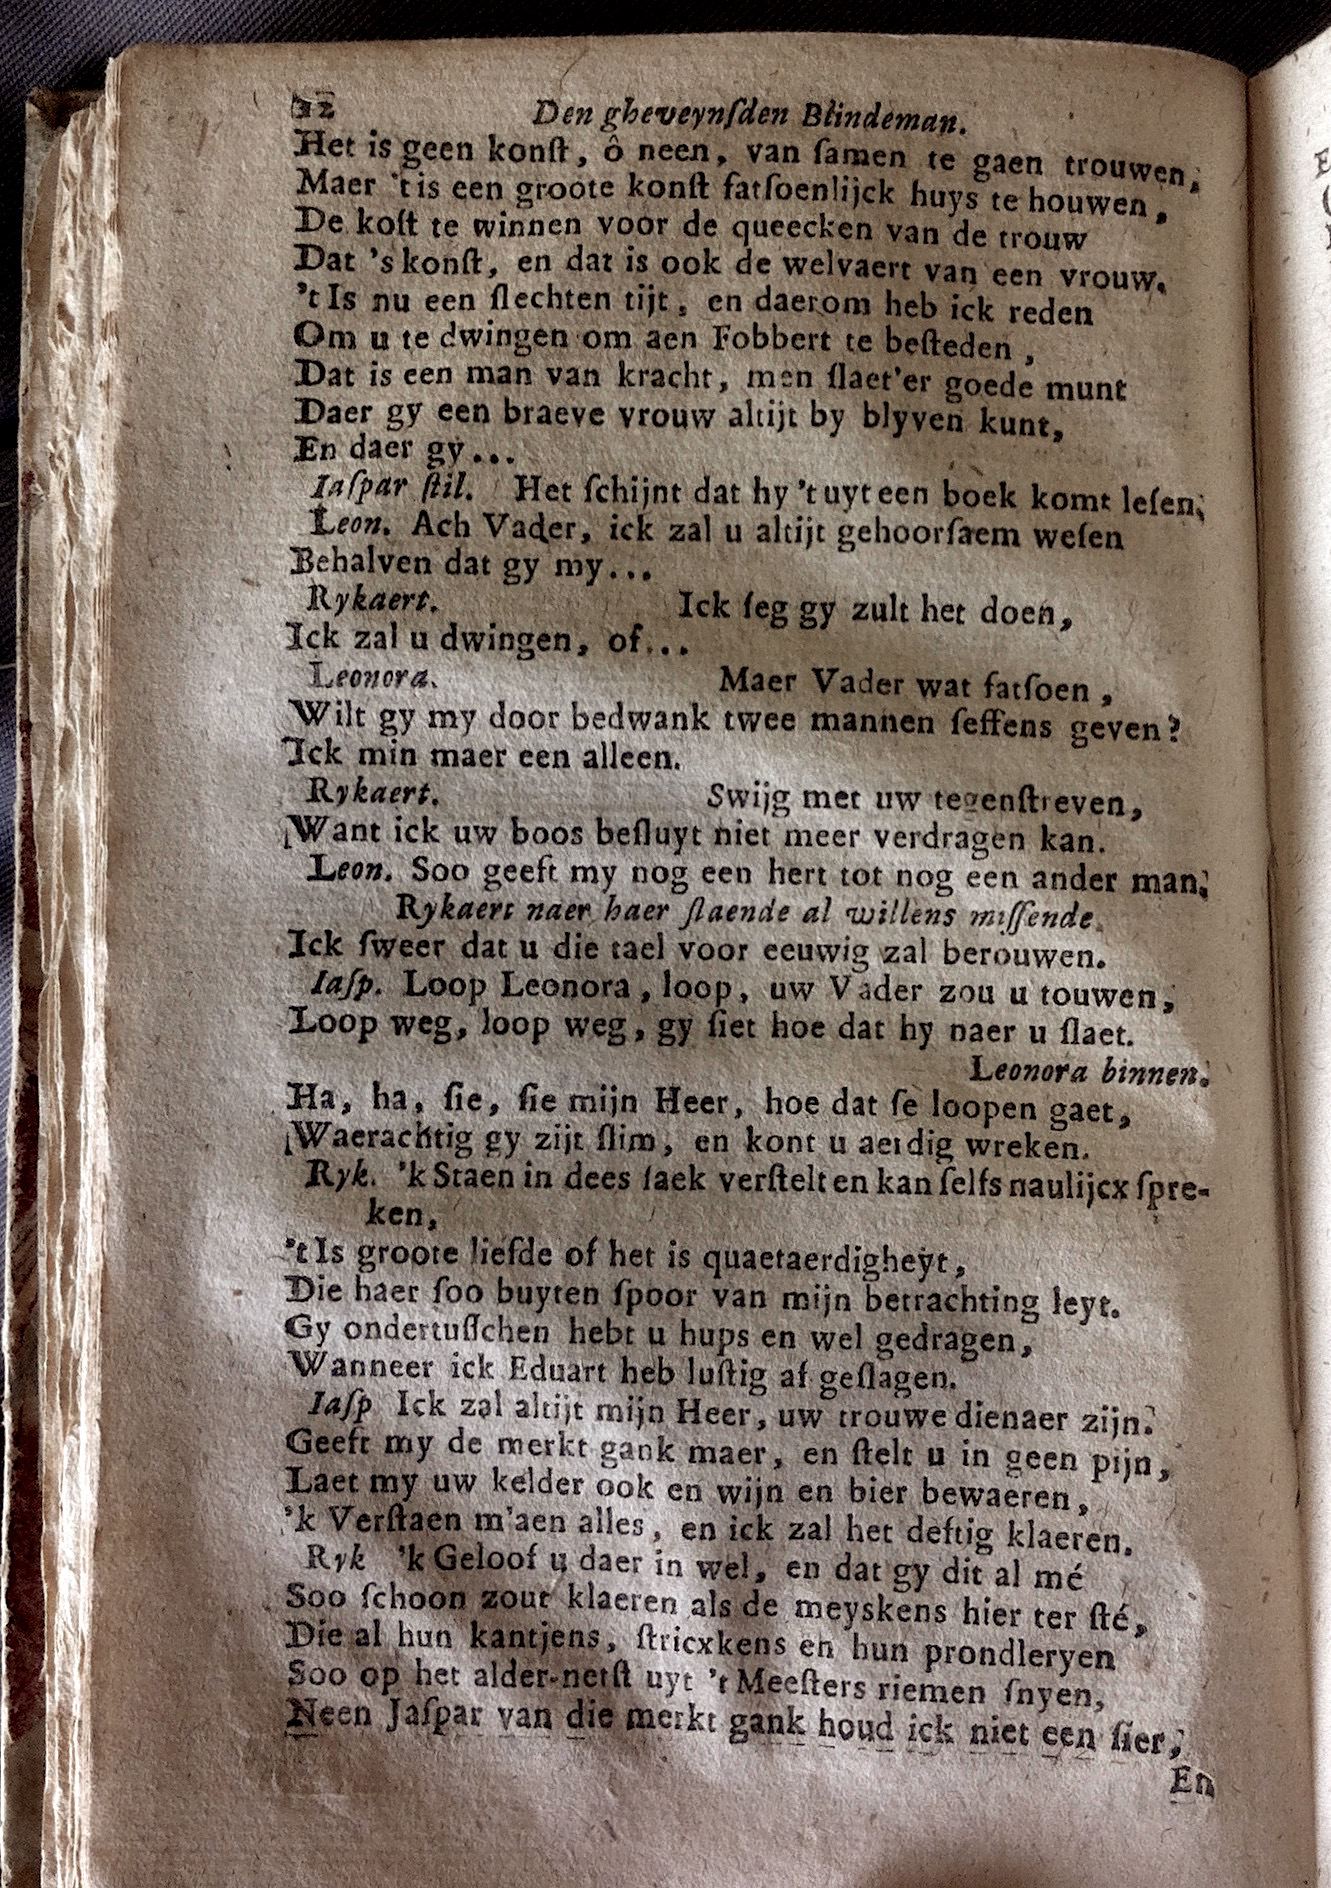 12 Den gheveynſden Blindeman.
Het is geen konſt, ô neen, van ſamen te gaen trouwen,
Maer 't is een groote konſt fatſoenlijck huys te houwen,
De koſt te winnen voor de queecken van de trouw
Dat 's konſt, en dat is ook de welvaert van een vrouw.
't Is nu een ſlechten tijt, en daerom heb ick reden
Om u te dwingen om aen Fobbert te beſteden,
Dat is een man van kracht, men ſlaet'er goede munt
Daer gy een braeve vrouw altijt by blyven kunt,
En daer gy...
Iaſpar ſtil. Het ſchijnt dat hy 't uyt een boek komt leſen.
Leon. Ach Vader, ick zal u altijt gehoorſaem weſen
Behalven dat gy my...
Rykaert. Ick ſeg gy zult het doen,
Ick zal u dwingen, of...
Leonora. Maer Vader wat fatſoen,
Wilt gy my door bedwank twee mannen ſeffens geven?
Ick min maer een alleen.
Rykaert. Swijg met uw tegenſtreven,
Want ick uw boos beſluyt niet meer verdragen kan.
Leon. Soo geeft my nog een hert tot nog een ander man.
Rykaert naer haer ſlaende al willens miſſende.
Ick ſweer dat u die tael voor eeuwig zal berouwen.
Iaſp. Loop Leonora, loop, uw Vader zou u touwen,
Loop weg, loop weg, gy ſiet hoe dat hy naer u ſlaet.
Leonora binnen.
Ha, ha, ſie, ſie mijn Heer, hoe dat ſe loopen gaet,
Waerachtig gy zijt ſlim, en kont u aerdig wreken.
Ryk. 'k Staen in dees ſaek verſtelt en kan ſelfs naulijcx ſpre-
ken,
't Is groote liefde of het is quaetaerdigheyt,
Die haer ſoo buyten ſpoor van mijn betrachting leyt.
Gy ondertuſſchen hebt u hups en wel gedragen,
Wanneer ick Eduart heb luſtig af geſlagen.
Iaſp Ick zal altijt mijn Heer, uw trouwe dienaer zijn.
Geeft my de merkt gank maer, en ſtelt u in geen pijn,
Laet my uw kelder ook en wijn en bier bewaeren,
'k Verſtaen m'aen alles, en ick zal het deftig klaeren.
Ryk 'k Geloof u daer in wel, en dat gy dit al mé
Soo ſchoon zout klaeren als de meyskens hier ter ſté,
Die al hun kantjens, ſtricxkens en hun prondleryen
Soo op het alder-netſt uyt 't Meeſters riemen ſnyen,
Neen Jaſpar van die merkt gank houd ick niet een ſier,
En